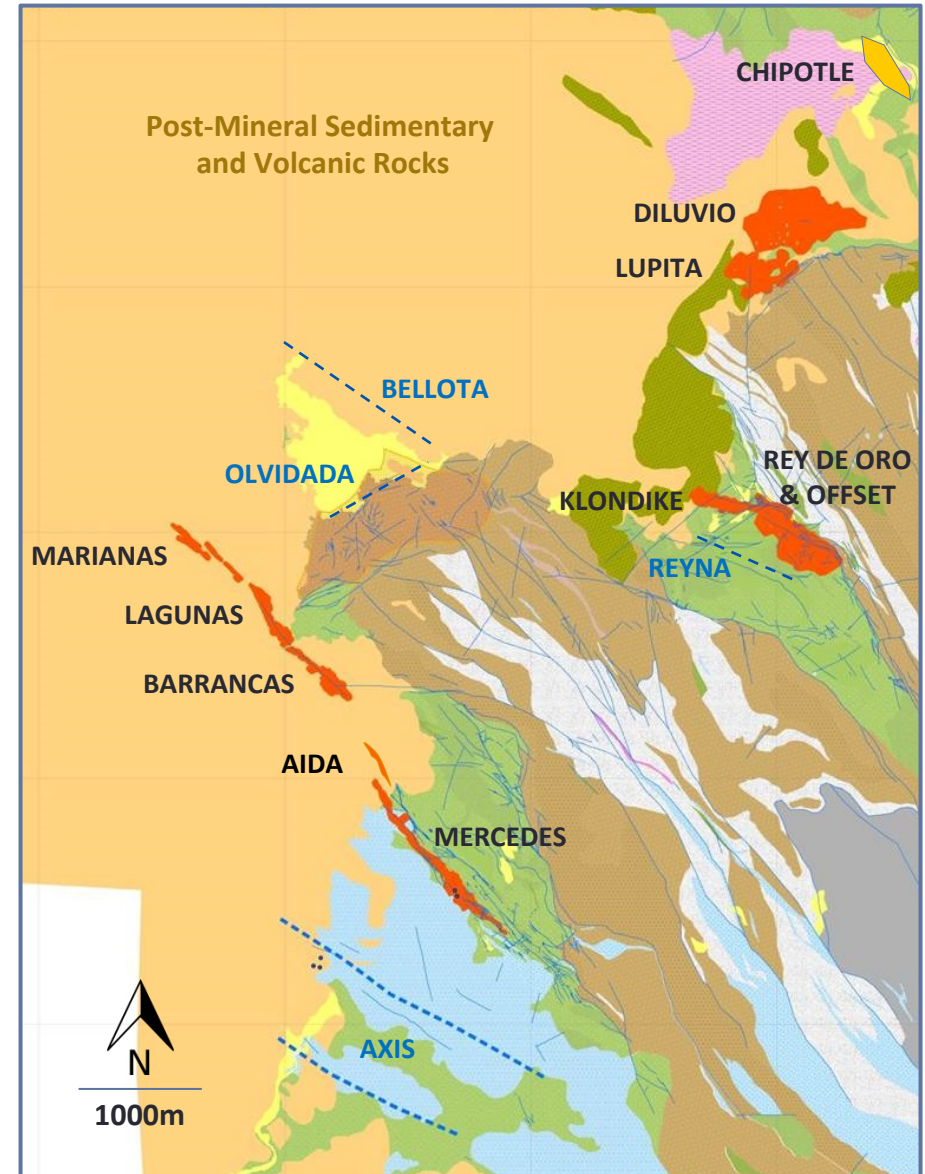 CHIPOTLE
Post-Mineral Sedimentary
and Volcanic Rocks
DILUVIO
LUPITA
BELLOTA
OLVIDADA
REY DE ORO
& OFFSET
KLONDIKE
MARIANAS
REYNA
LAGUNAS
BARRANCAS
AIDA
MERCEDES
AXIS
N
1000m